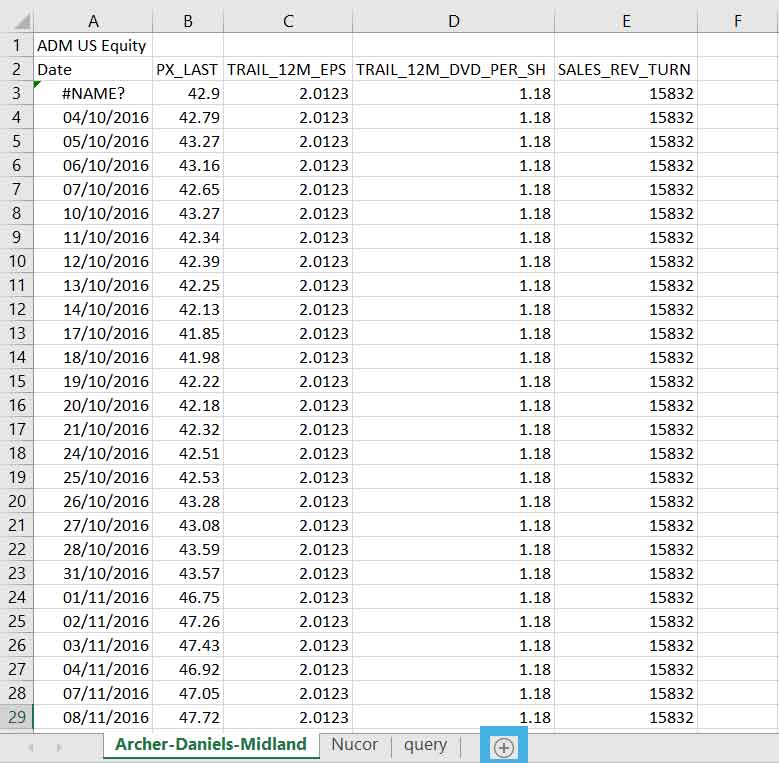 A B C D E F
1 ADM US Equity
2 Date PX_LAST TRAIL_12M_EPS TRAIL_12M_DVD_PER_SH SALES_REV_TURN
3 #NAME? 42.9 2.0123 1.18 15832
4 04/10/2016 42.79 2.0123 1.18 15832
5 05/10/2016 43.27 2.0123 1.18 15832
6 06/10/2016 43.16 2.0123 1.18 15832
7 07/10/2016 42.65 2.0123 1.18 15832
8 10/10/2016 43.27 2.0123 1.18 15832
9 11/10/2016 42.34 2.0123 1.18 15832
10 12/10/2016 42.39 2.0123 1.18 15832
11 13/10/2016 42.25 2.0123 1.18 15832
12 14/10/2016 42.13 2.0123 1.18 15832
13 17/10/2016 41.85 2.0123 1.18 15832
14 18/10/2016 41.98 2.0123 1.18 15832
15 19/10/2016 42.22 2.0123 1.18 15832
16 20/10/2016 42.18 2.0123 1.18 15832
17 21/10/2016 42.32 2.0123 1.18 15832
18 24/10/2016 42.51 2.0123 1.18 15832
19 25/10/2016 42.53 2.0123 1.18 15832
20 26/10/2016 43.28 2.0123 1.18 15832
21 27/10/2016 43.08 2.0123 1.18 15832
22 28/10/2016 43.59 2.0123 1.18 15832
23 31/10/2016 43.57 2.0123 1.18 15832
24 01/11/2016 46.75 2.0123 1.18 15832
25 02/11/2016 47.26 2.0123 1.18 15832
26 03/11/2016 47.43 2.0123 1.18 15832
27 04/11/2016 46.92 2.0123 1.18 15832
28 07/11/2016 47.05 2.0123 1.18 15832
29 08/11/2016 47.72 2.0123 1.18 15832
Archer-Daniels-Midland Nucor query